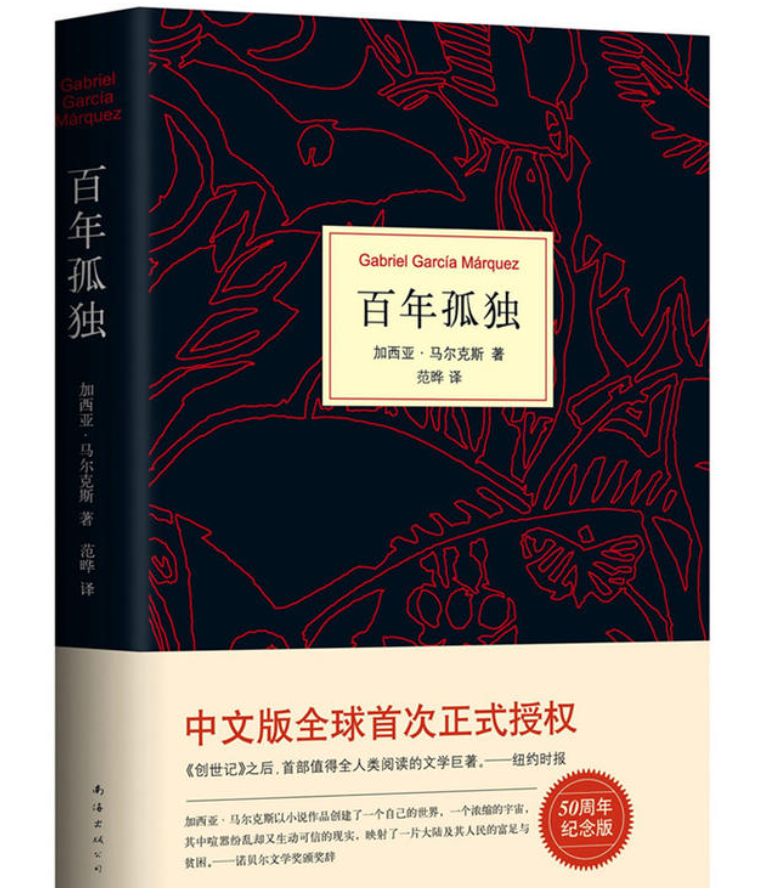 Gabriel
García
Márquez
百年孤独
加西亚·马尔克斯 著
范晔 译
南海出版公司
Gabriel García Márquez
百年孤独
加西亚·马尔克斯 著
范晔 译
中文版全球首次正式授权
《创世记》之后，首部值得全人类阅读的文学巨著。——纽约时报
加西亚·马尔克斯以小说作品创建了一个自己的世界，一个浓缩的宇宙，
其中喧嚣纷乱却又生动可信的现实，映射了一片大陆及其人民的富足与
贫困。——诺贝尔文学奖颁奖辞
50周年
纪念版